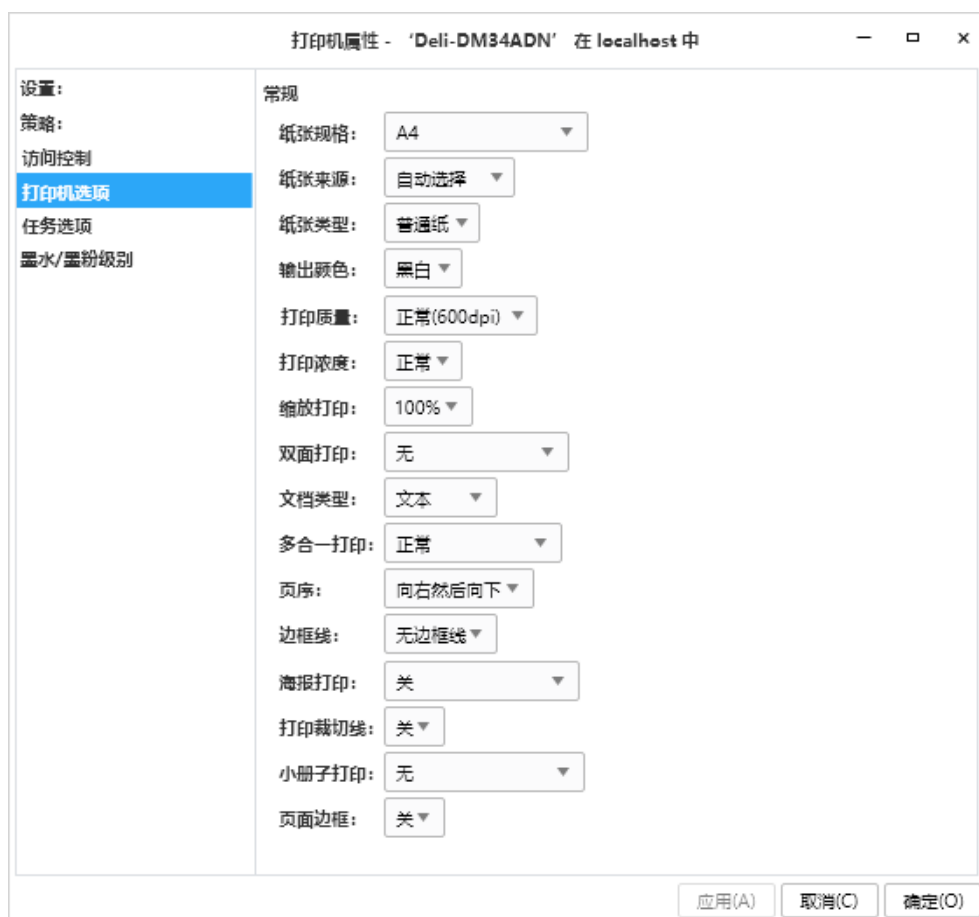 打印机属性 - ‘Deli-DM34ADN’ 在 localhost 中
设置：
策略：
访问控制
打印机选项
任务选项
墨水/墨粉级别
常规
纸张规格： A4
纸张来源： 自动选择
纸张类型： 普通纸
输出颜色： 黑白
打印质量： 正常(600dpi)
打印浓度： 正常
缩放打印： 100%
双面打印： 无
文档类型： 文本
多合一打印： 正常
页序： 向右然后向下
边框线： 无边框线
海报打印： 关
打印裁切线： 关
小册子打印： 无
页面边框： 关
应用(A) 取消(C) 确定(O)